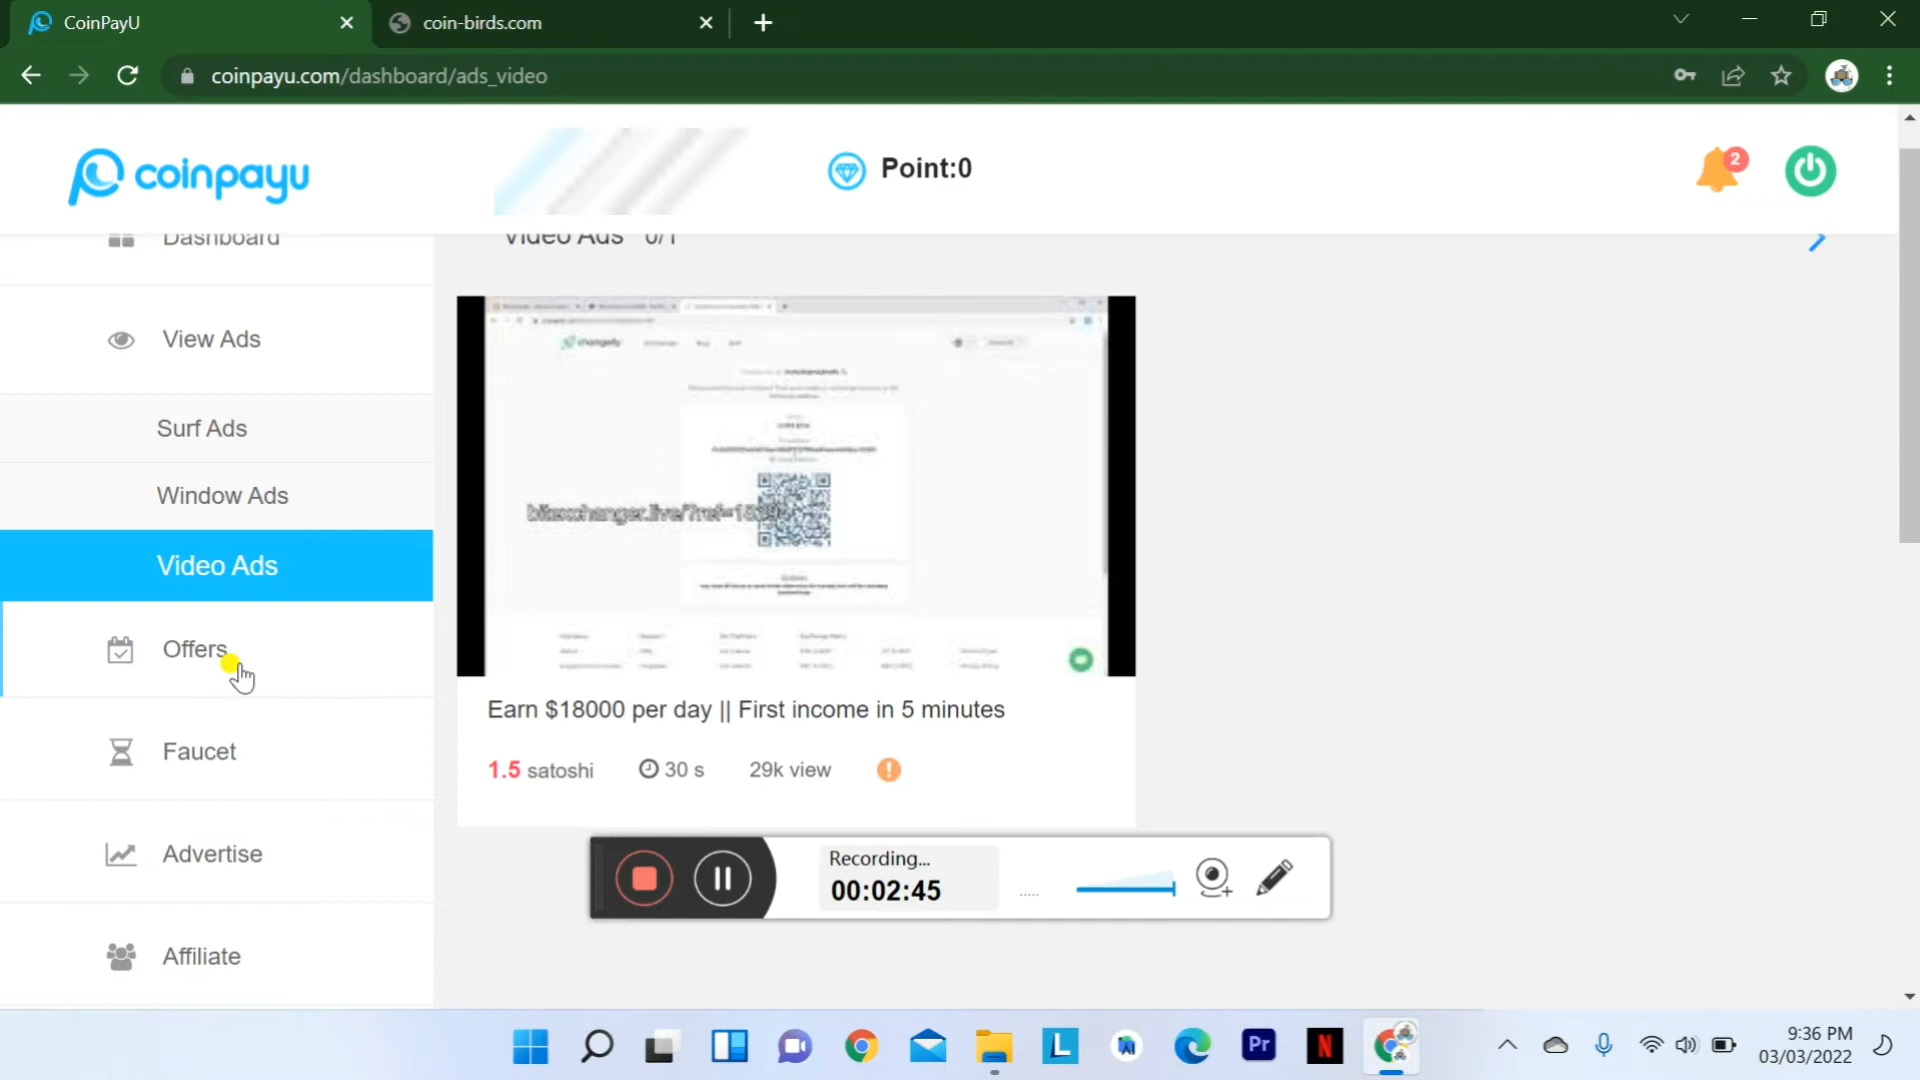 CoinPayU
coin-birds.com
coinpayu.com/dashboard/ads_video
coinpayu
Point:0
2
Dashboard
Video Ads 0/1
View Ads
Surf Ads
Window Ads
Video Ads
Offers
Faucet
Advertise
Affiliate
changelly
Earn $18000 per day || First income in 5 minutes
1.5 satoshi
30 s
29k view
Recording...
00:02:45
.....
L
Pr
N
9:36 PM
03/03/2022